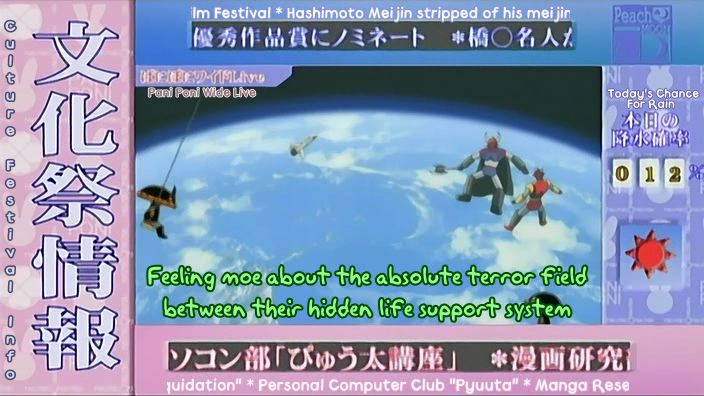 lm Festival * Hashimoto Meijin stripped of his meijin
優秀作品賞にノミネート　*橋〇名人が
Peach
MOON
文化祭情報
Culture Festival Info
ぱにぽにワイドLive
Pani Poni Wide Live
Today's Chance
For Rain
本日の
降水確率
012%
Feeling moe about the absolute terror field
between their hidden life support system
ソコン部「ぴゅう太講座」　*漫画研究
quidation" * Personal Computer Club "Pyuuta" * Manga Rese